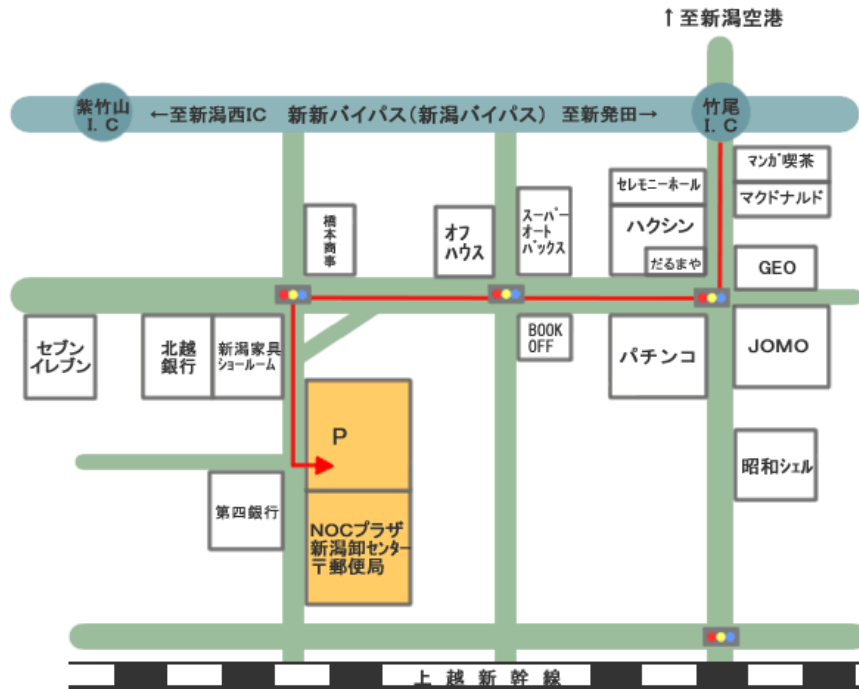 ↑至新潟空港
紫竹山
I. C
←至新潟西IC 新新バイパス(新潟バイパス) 至新発田→
竹尾
I. C
マンガ喫茶
マクドナルド
セレモニーホール
ハクシン
だるまや
スーパー
オート
バックス
オフ
ハウス
橋本商事
GEO
セブン
イレブン
北越
銀行
新潟家具
ショールーム
BOOK
OFF
パチンコ
JOMO
P
昭和シェル
第四銀行
NOCプラザ
新潟卸センター
〒郵便局
上越新幹線